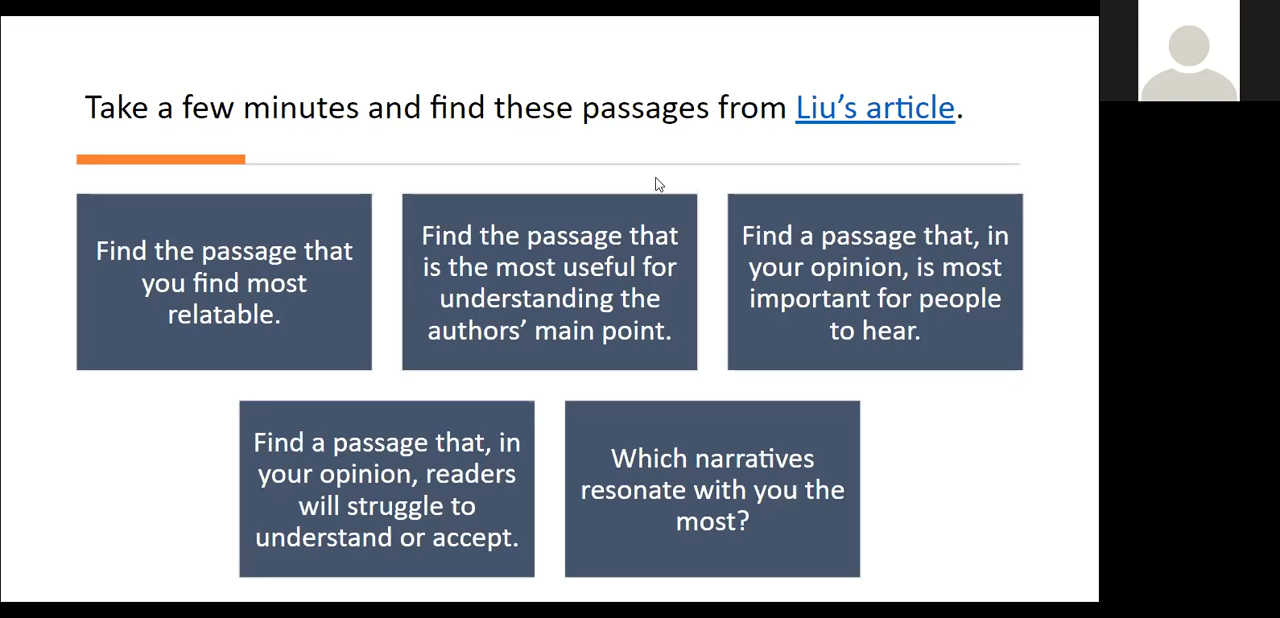 Take a few minutes and find these passages from Liu’s article.
Find the passage that
you find most
relatable.
Find the passage that
is the most useful for
understanding the
authors’ main point.
Find a passage that, in
your opinion, is most
important for people
to hear.
Find a passage that, in
your opinion, readers
will struggle to
understand or accept.
Which narratives
resonate with you the
most?